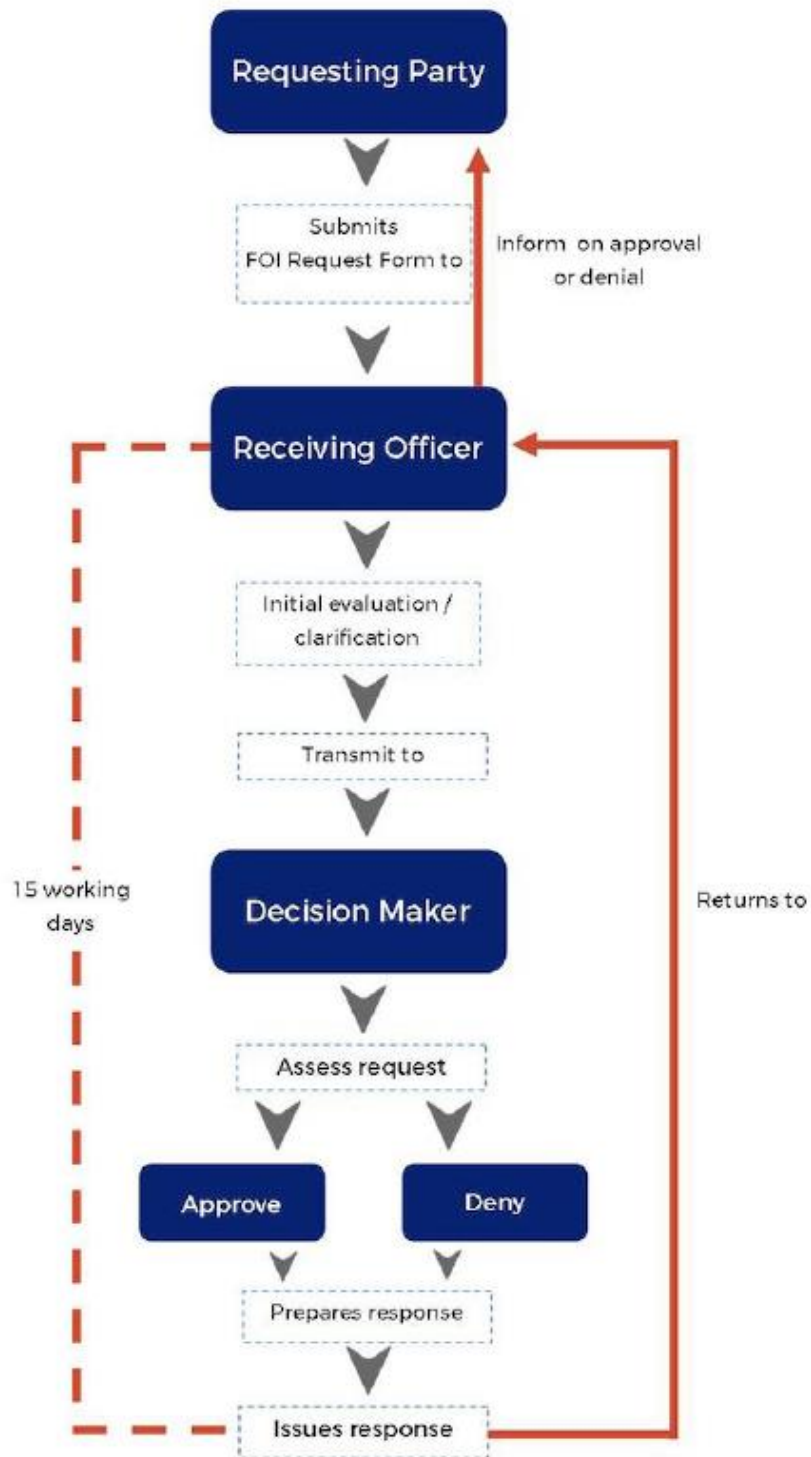 Requesting Party
Submits
FOI Request Form to
Inform on approval
or denial
Receiving Officer
Initial evaluation /
clarification
Transmit to
15 working
days
Decision Maker
Returns to
Assess request
Approve
Deny
Prepares response
Issues response